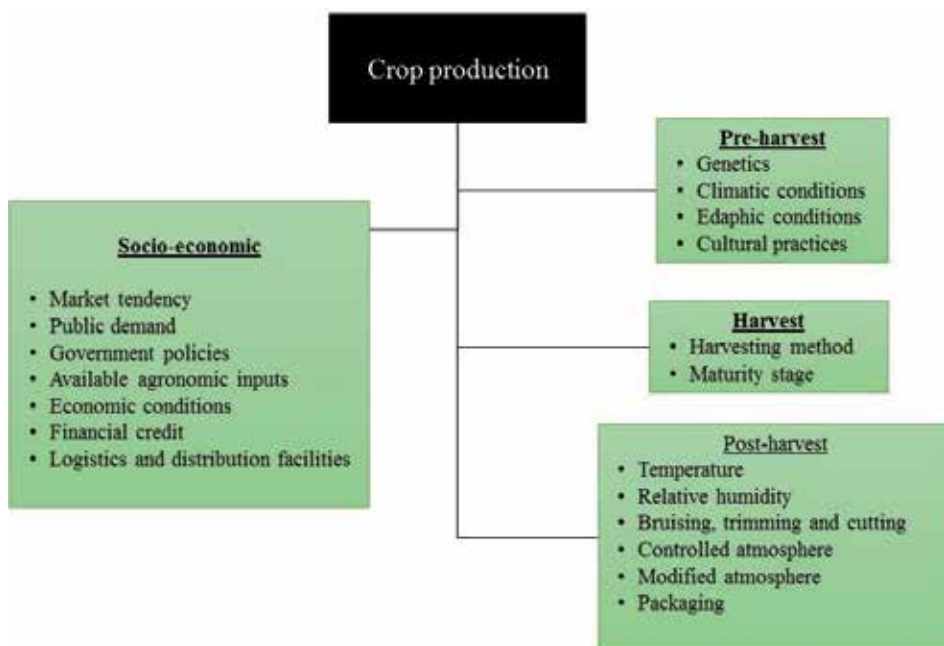 Crop production
Socio-economic
• Market tendency
• Public demand
• Government policies
• Available agronomic inputs
• Economic conditions
• Financial credit
• Logistics and distribution facilities
Pre-harvest
• Genetics
• Climatic conditions
• Edaphic conditions
• Cultural practices
Harvest
• Harvesting method
• Maturity stage
Post-harvest
• Temperature
• Relative humidity
• Bruising, trimming and cutting
• Controlled atmosphere
• Modified atmosphere
• Packaging